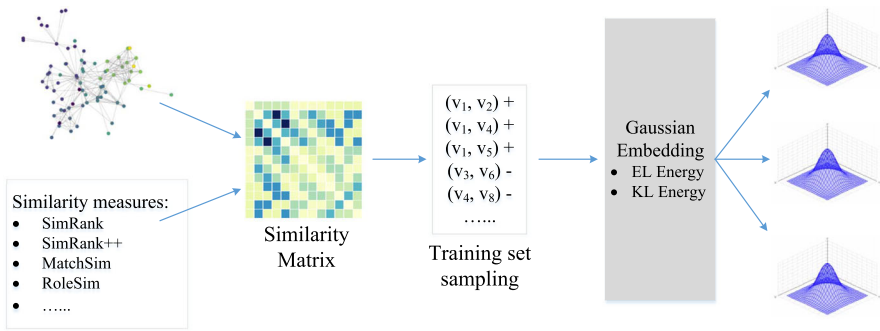 Similarity measures:
• SimRank
• SimRank++
• MatchSim
• RoleSim
• …...
Similarity
Matrix
(v₁, v₂) +
(v₁, v₄) +
(v₁, v₅) +
(v₃, v₆) -
(v₄, v₈) -
…...
Training set
sampling
Gaussian
Embedding
• EL Energy
• KL Energy